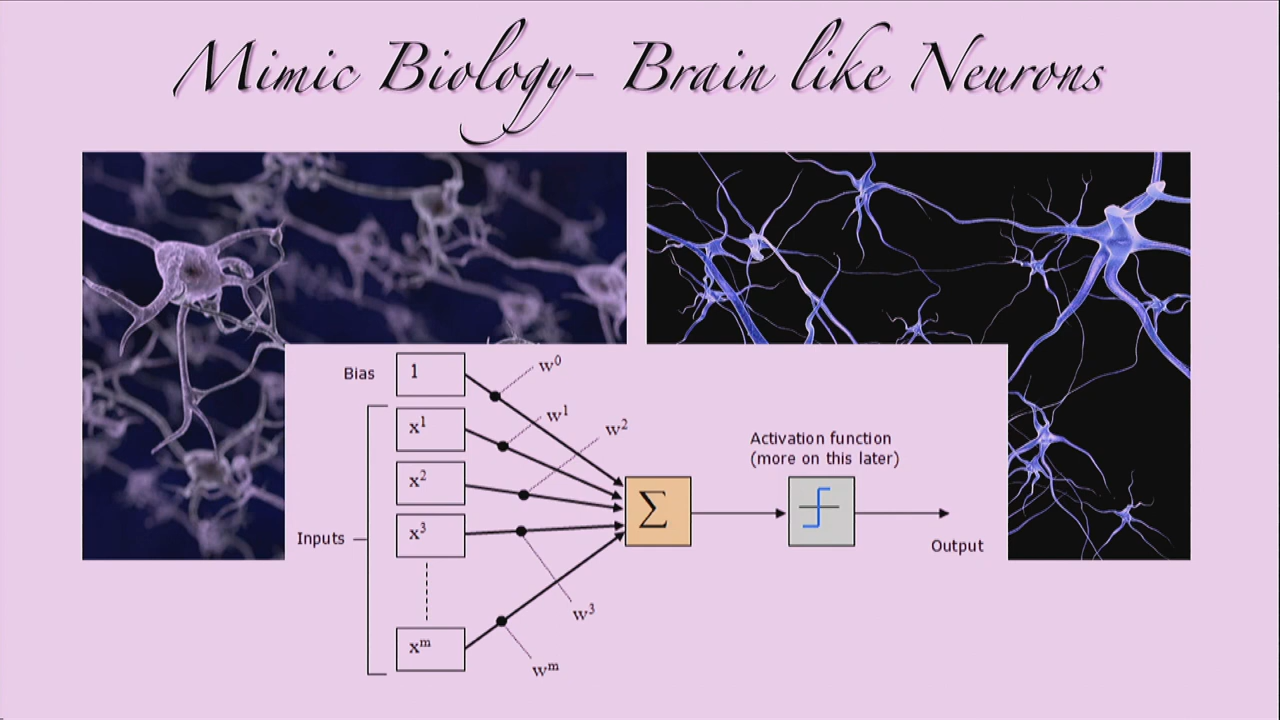 Mimic Biology- Brain like Neurons
Bias
1
w⁰
x¹
w¹
w²
x²
Activation function
(more on this later)
Inputs
x³
Σ
Output
w³
xᵐ
wᵐ